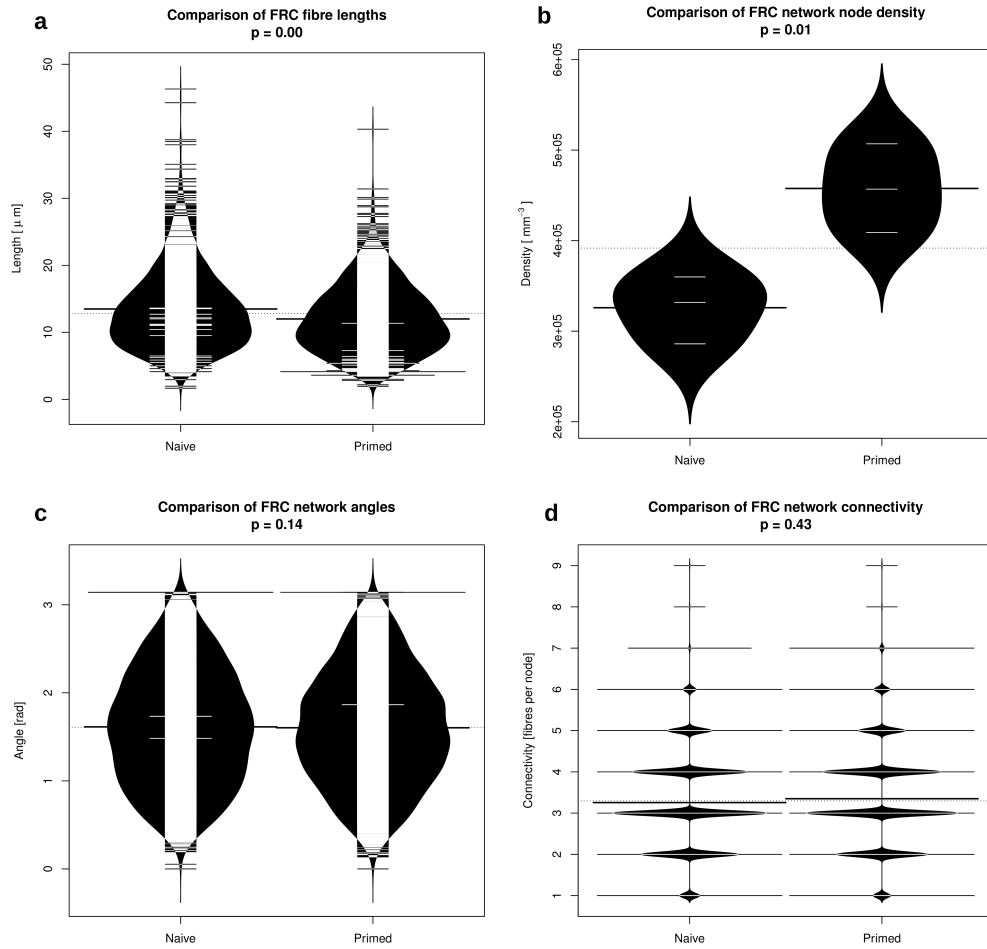 a
Comparison of FRC fibre lengths
p = 0.00
Length [ μ m]
50
40
30
20
10
0
Naive
Primed
b
Comparison of FRC network node density
p = 0.01
Density [ mm⁻³ ]
6e+05
5e+05
4e+05
3e+05
2e+05
Naive
Primed
c
Comparison of FRC network angles
p = 0.14
Angle [rad]
3
2
1
0
Naive
Primed
d
Comparison of FRC network connectivity
p = 0.43
Connectivity [fibres per node]
9
8
7
6
5
4
3
2
1
Naive
Primed